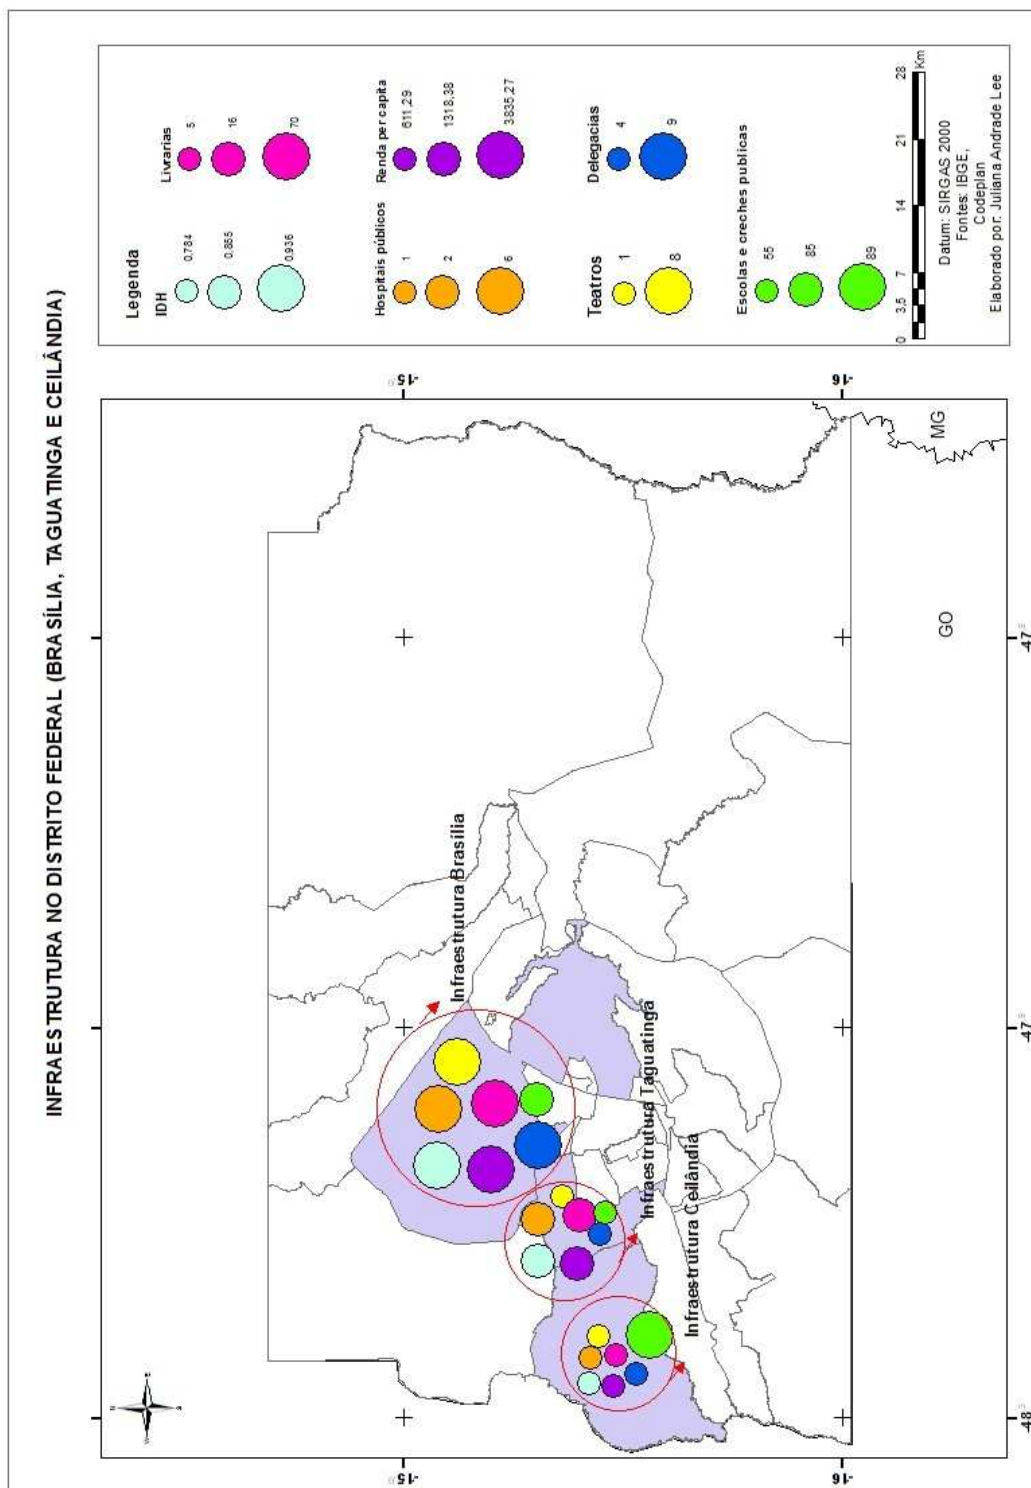 INFRAESTRUTURA NO DISTRITO FEDERAL (BRASÍLIA, TAGUATINGA E CEILÂNDIA)
Legenda
IDH
0.784
0.855
0.936
Livrarias
5
16
70
Hospitais públicos
1
2
6
Renda per capita
611,29
1318,38
3835,27
Teatros
1
8
Delegacias
4
9
Escolas e creches publicas
55
85
89
0 3,5 7 14 21 28
Km
Datum: SIRGAS 2000
Fontes: IBGE,
Codeplan
Elaborado por: Juliana Andrade Lee
Infraestrutura Brasília
Infraestrutura Taguatinga
Infraestrutura Ceilândia
GO
MG
-15
-15
-16
-16